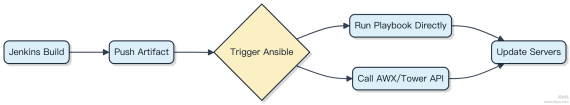 Jenkins Build
Push Artifact
Trigger Ansible
Run Playbook Directly
Call AWX/Tower API
Update Servers